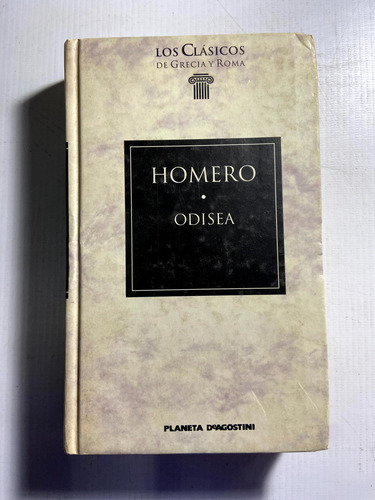 LOS CLÁSICOS
DE GRECIA Y ROMA
HOMERO
•
ODISEA
PLANETA DEAGOSTINI